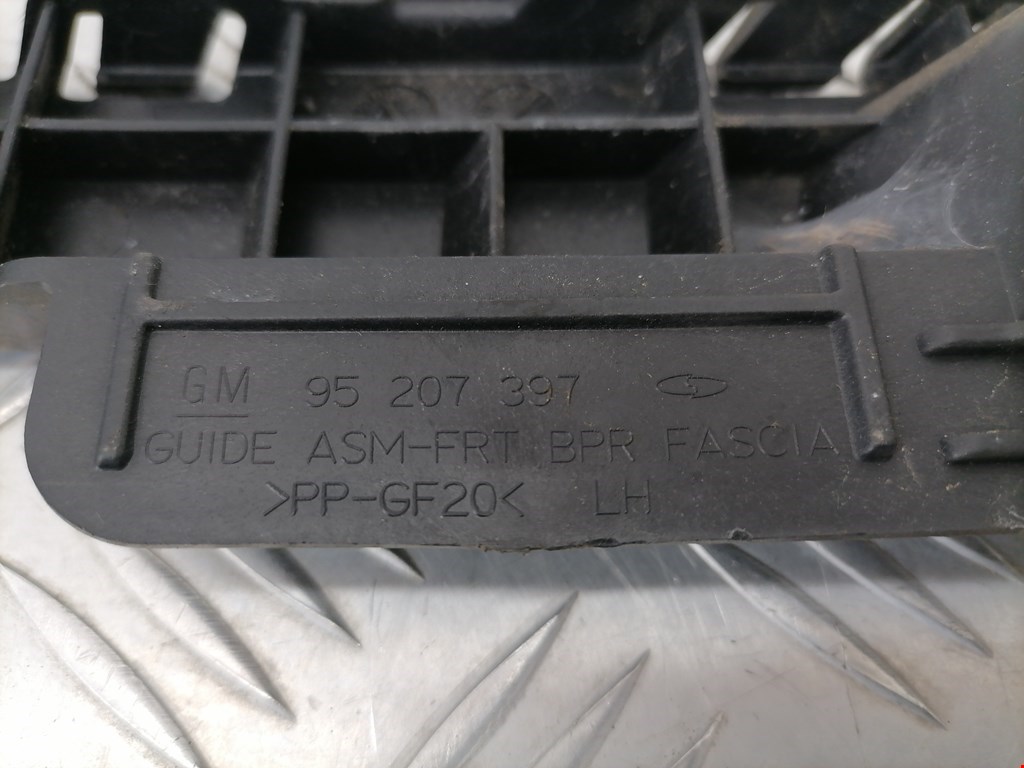 GM 95 207 397
GUIDE ASM-FRT BPR FASCIA
>PP-GF20< LH